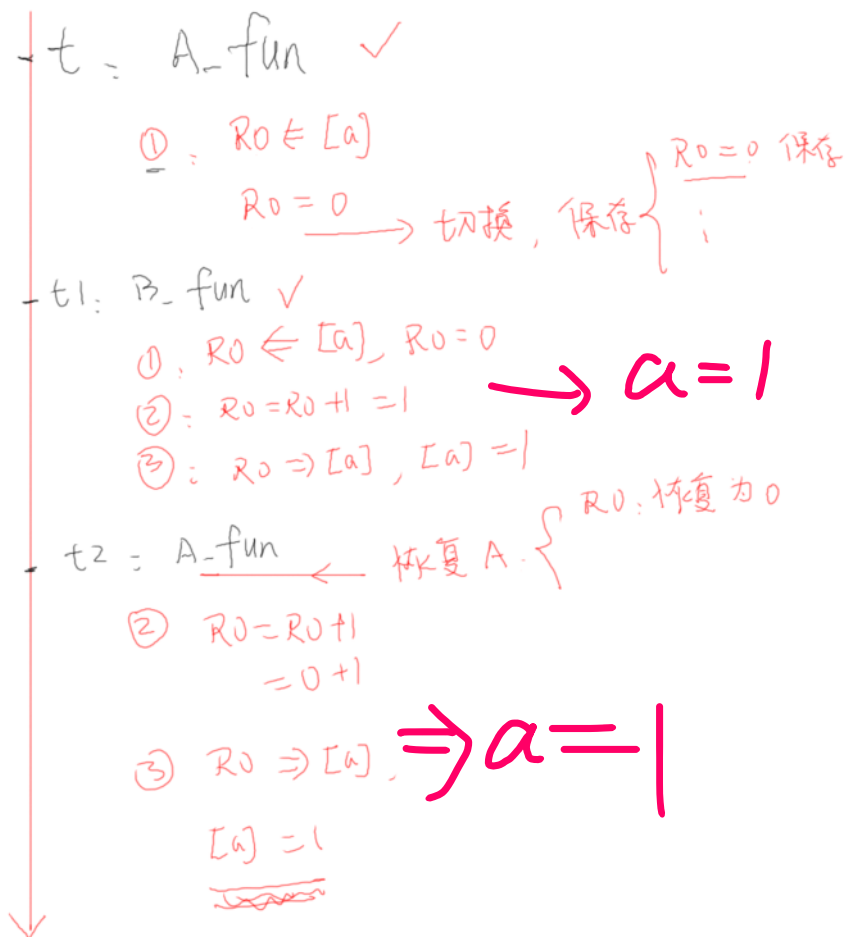 t: A_fun ✓
①: R0 ⇐ [a]
R0 = 0 → 切换, 保存 { R0=0 保存
⋮
t1: B_fun ✓
①. R0 ⇐ [a], R0=0
→ a=1
②: R0=R0+1=1
③: R0 ⇒ [a], [a]=1
t2: A_fun ← 恢复A. { R0:恢复为0
② R0=R0+1
=0+1
③ R0 ⇒ [a].
⇒ a=1
[a]=1